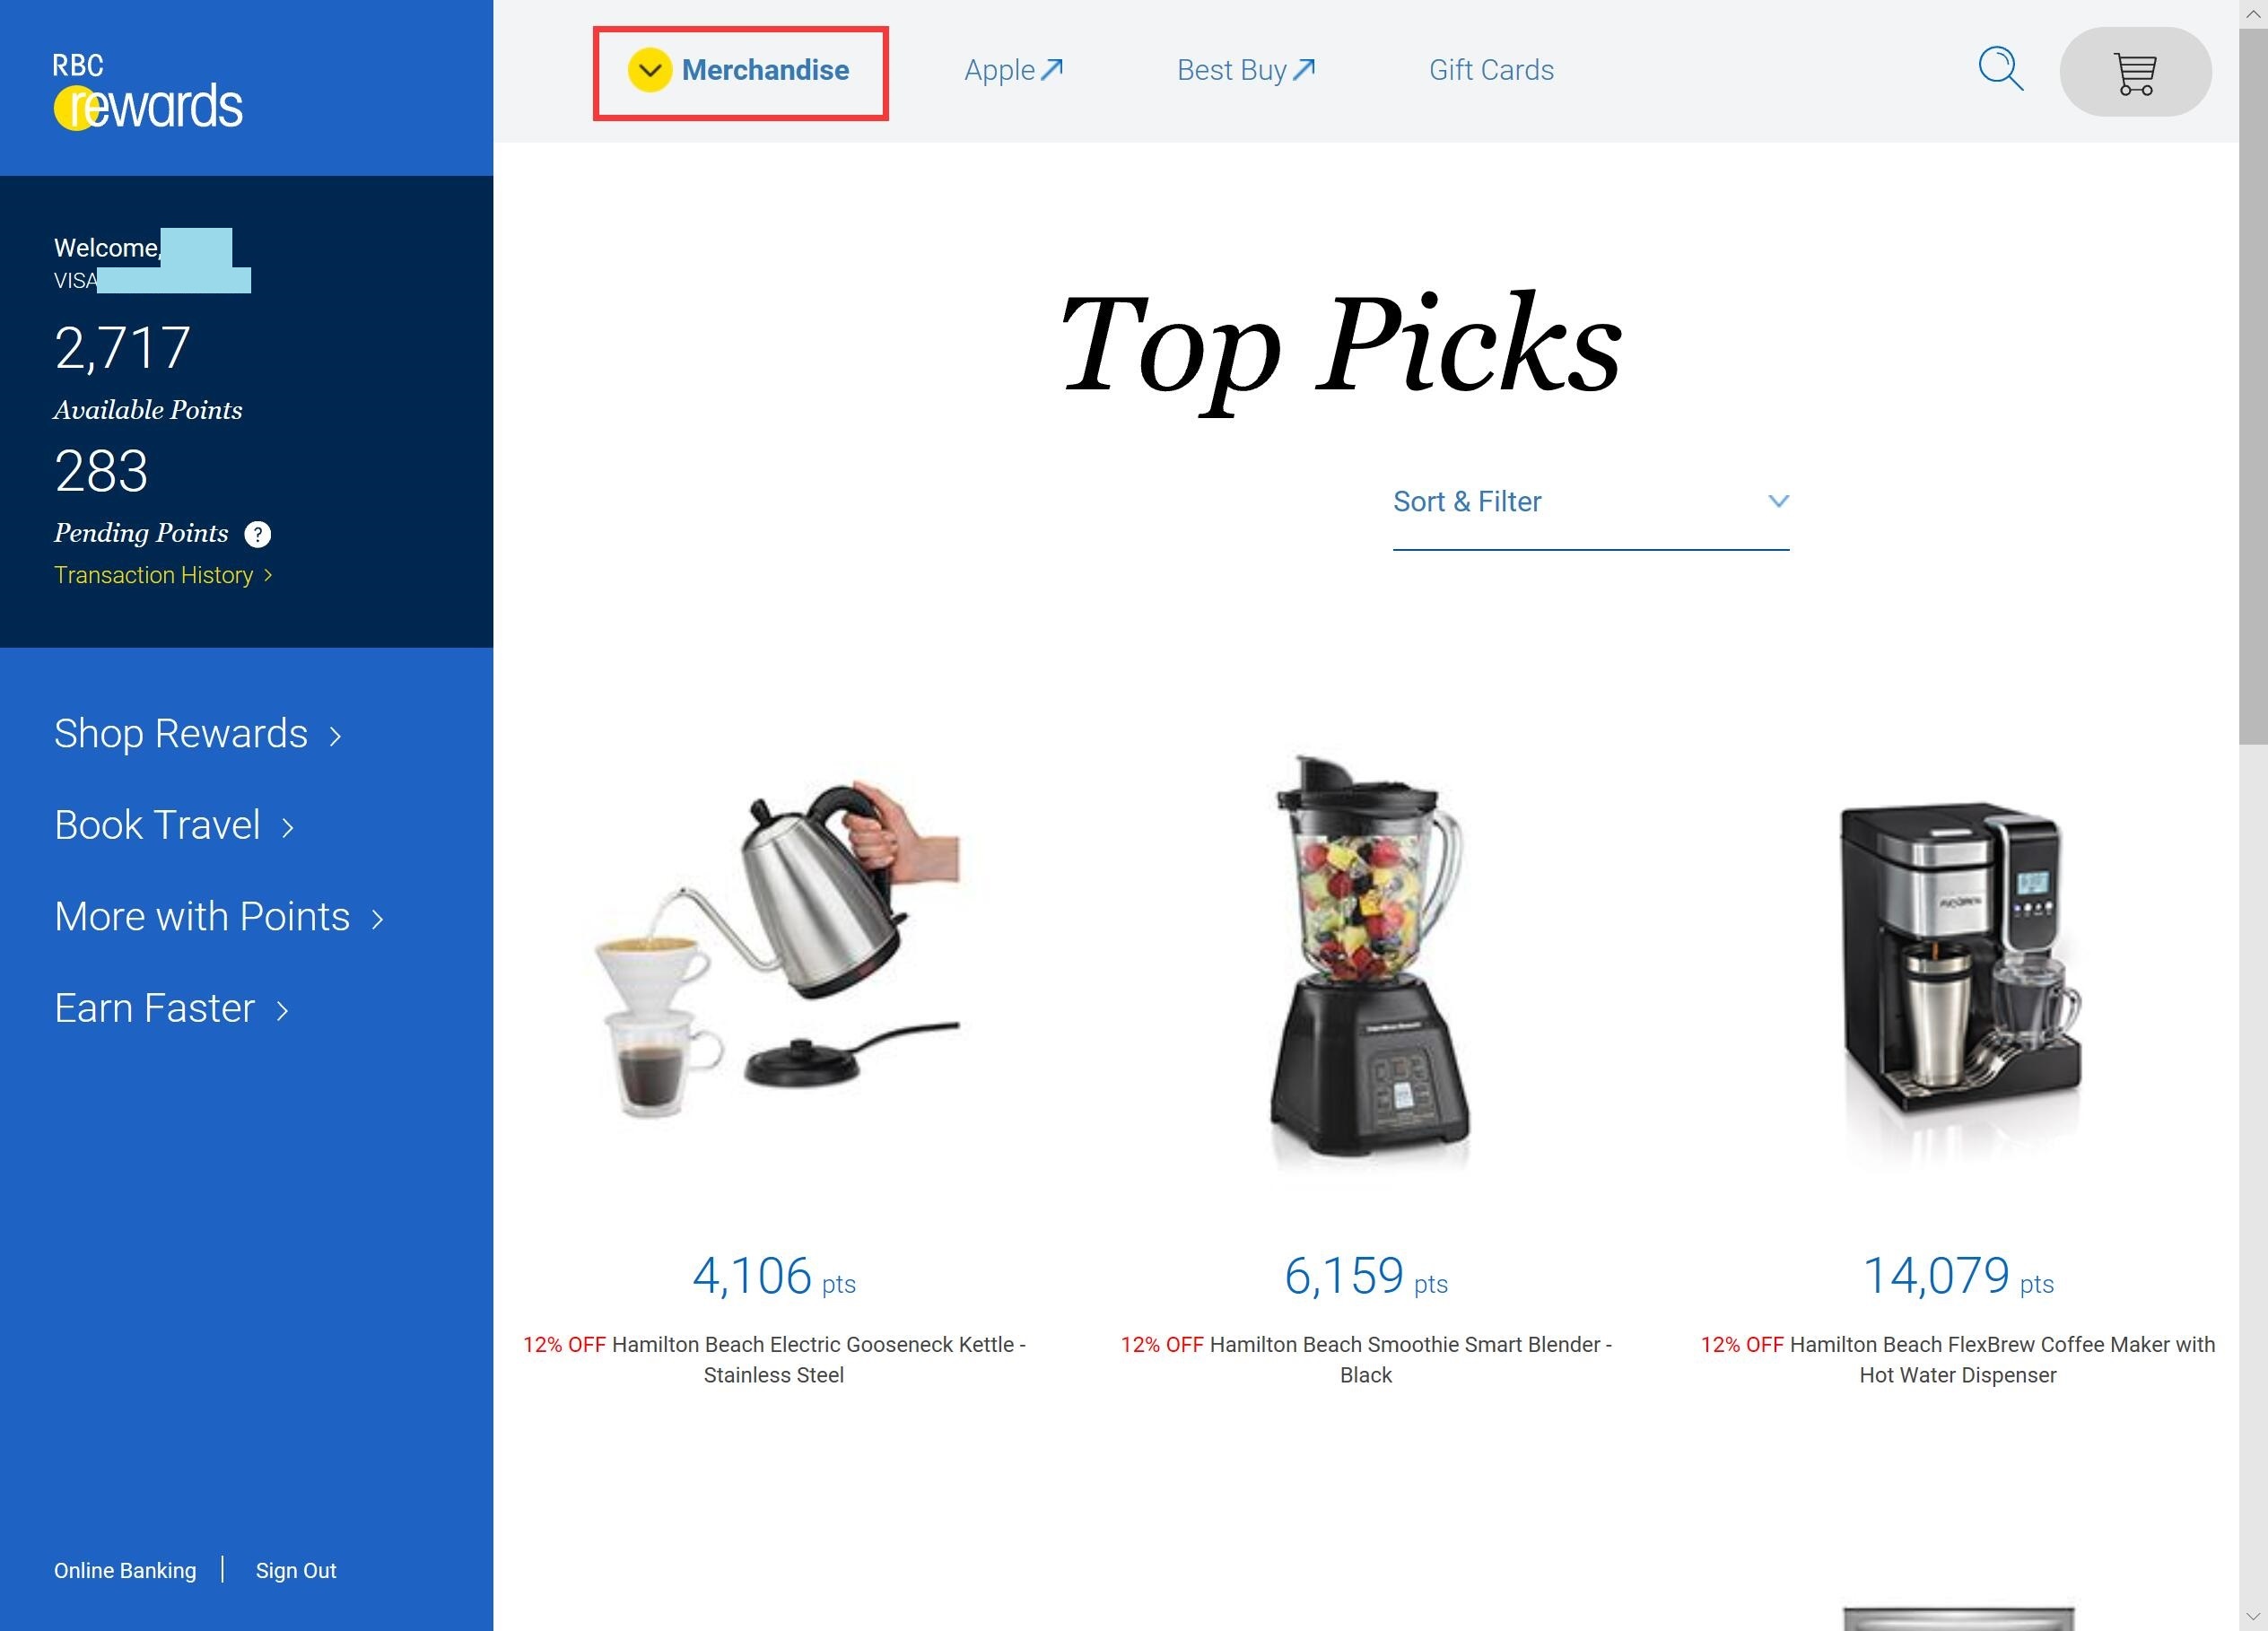 RBC
rewards
Welcome,
VISA
2,717
Available Points
283
Pending Points ?
Transaction History >
Shop Rewards >
Book Travel >
More with Points >
Earn Faster >
Online Banking | Sign Out
Merchandise
Apple
Best Buy
Gift Cards
Top Picks
Sort & Filter
4,106 pts
12% OFF Hamilton Beach Electric Gooseneck Kettle -
Stainless Steel
6,159 pts
12% OFF Hamilton Beach Smoothie Smart Blender -
Black
14,079 pts
12% OFF Hamilton Beach FlexBrew Coffee Maker with
Hot Water Dispenser